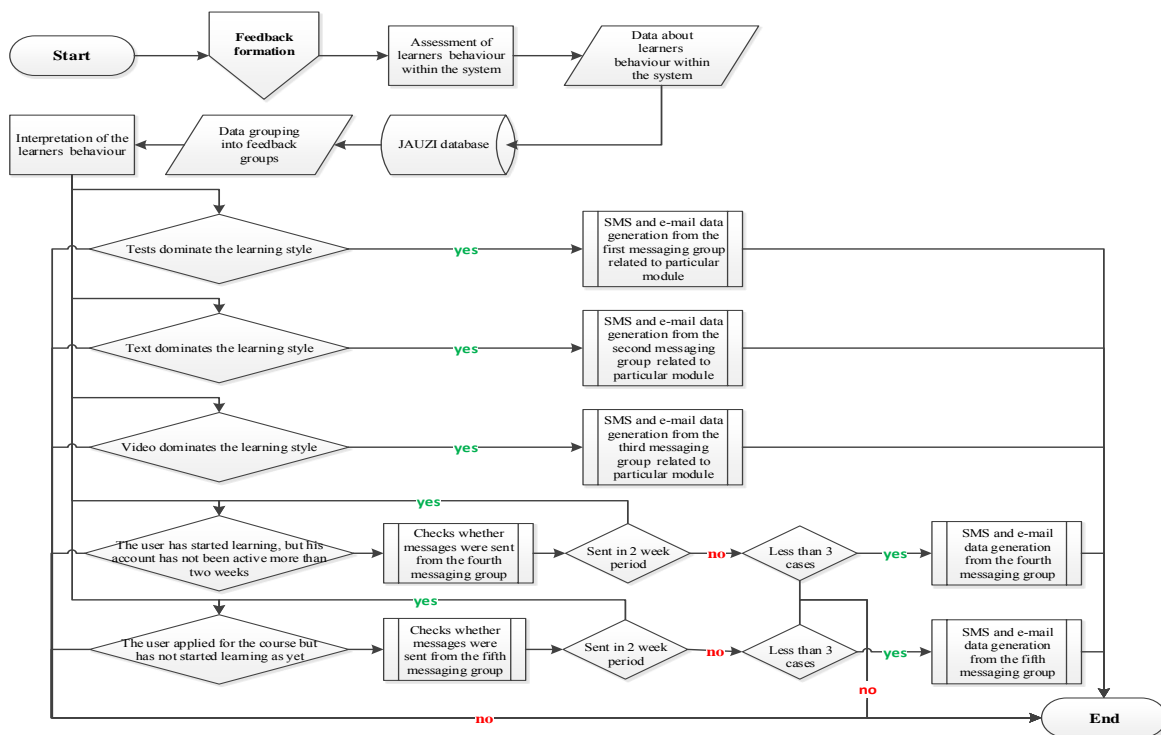 Start
Feedback
formation
Assessment of
learners behaviour
within the system
Data about
learners
behaviour within
the system
Interpretation of the
learners behaviour
Data grouping
into feedback
groups
JAUZI database
Tests dominate the learning style
yes
SMS and e-mail data
generation from the
first messaging group
related to particular
module
Text dominates the learning style
yes
SMS and e-mail data
generation from the
second messaging
group related to
particular module
Video dominates the learning style
yes
SMS and e-mail data
generation from the
third messaging
group related to
particular module
yes
The user has started learning, but his
account has not been active more than
two weeks
Checks whether
messages were sent
from the fourth
messaging group
Sent in 2 week
period
no
Less than 3
cases
yes
SMS and e-mail
data generation
from the fourth
messaging group
yes
The user applied for the course but
has not started learning as yet
Checks whether
messages were
sent from the fifth
messaging group
Sent in 2 week
period
no
Less than 3
cases
yes
SMS and e-mail
data generation
from the fifth
messaging group
no
no
End